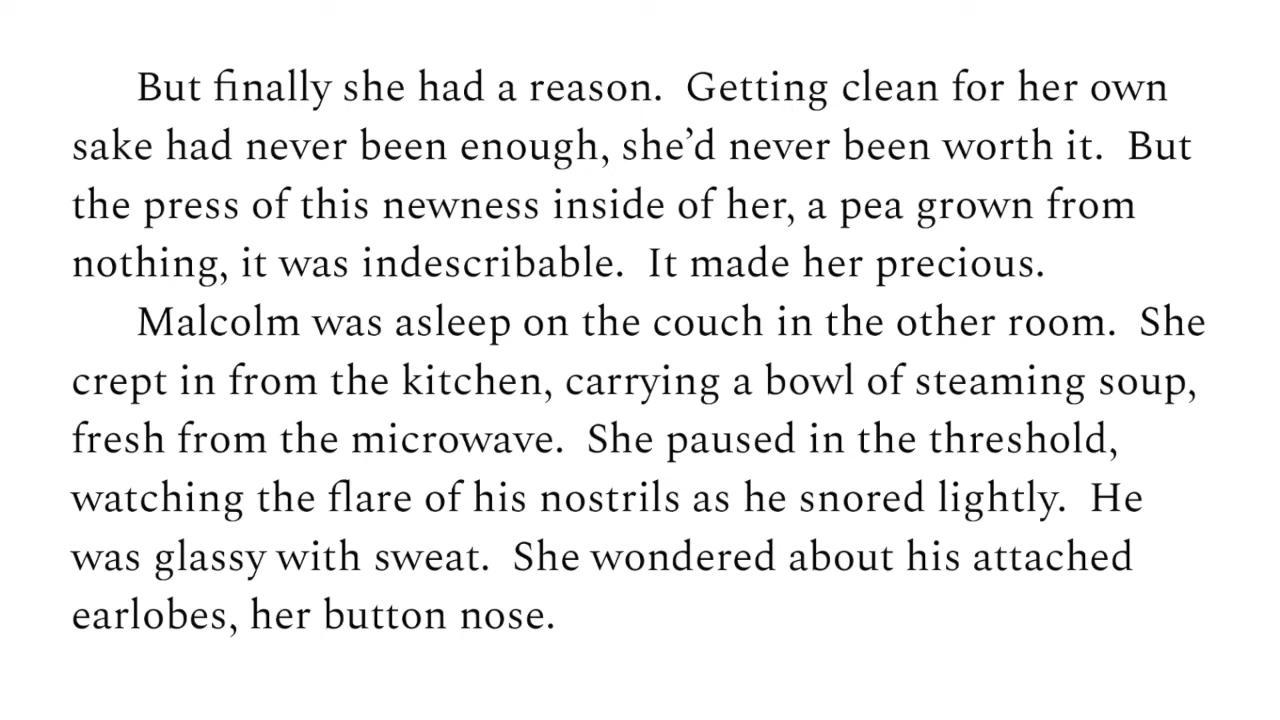 But finally she had a reason.  Getting clean for her own
sake had never been enough, she’d never been worth it.  But
the press of this newness inside of her, a pea grown from
nothing, it was indescribable.  It made her precious.
Malcolm was asleep on the couch in the other room.  She
crept in from the kitchen, carrying a bowl of steaming soup,
fresh from the microwave.  She paused in the threshold,
watching the flare of his nostrils as he snored lightly.  He
was glassy with sweat.  She wondered about his attached
earlobes, her button nose.